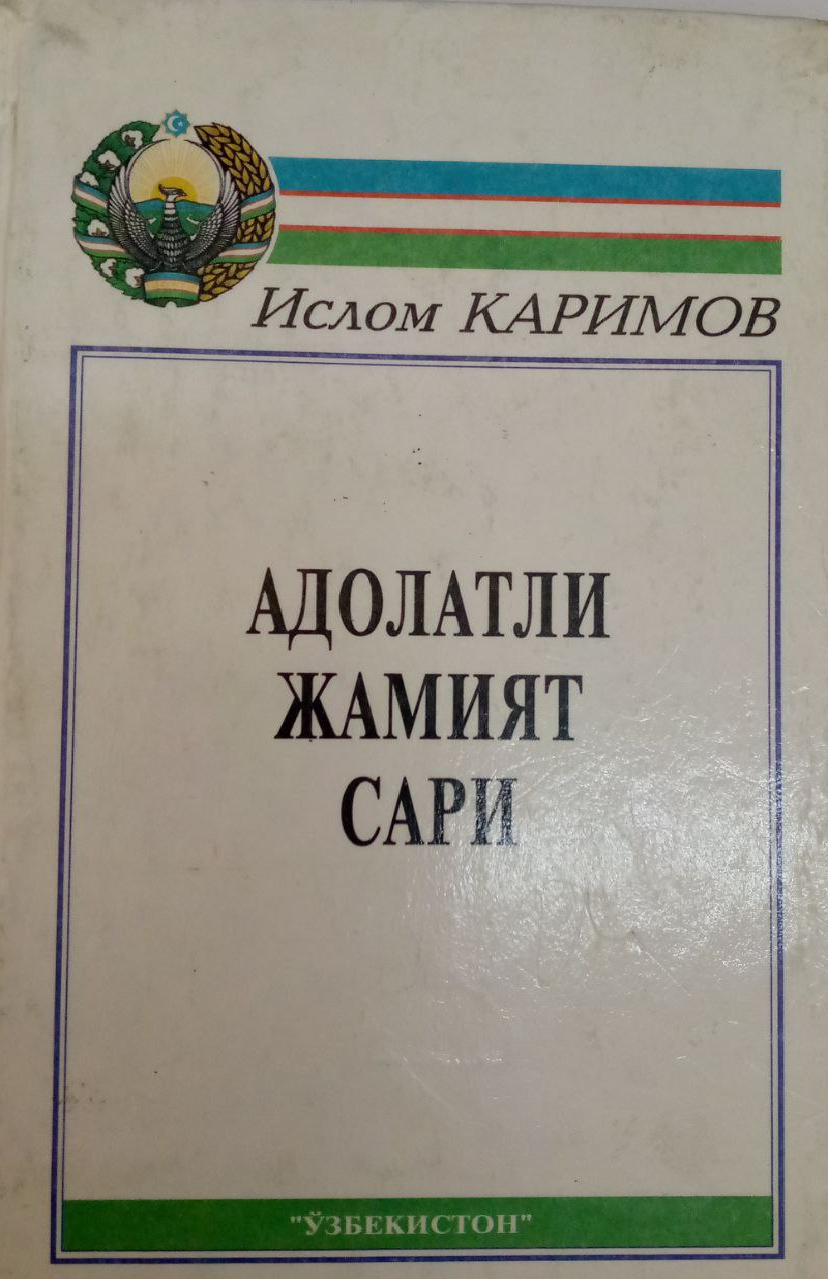 Ислом КАРИМОВ
АДОЛАТЛИ
ЖАМИЯТ
САРИ
"ЎЗБЕКИСТОН"